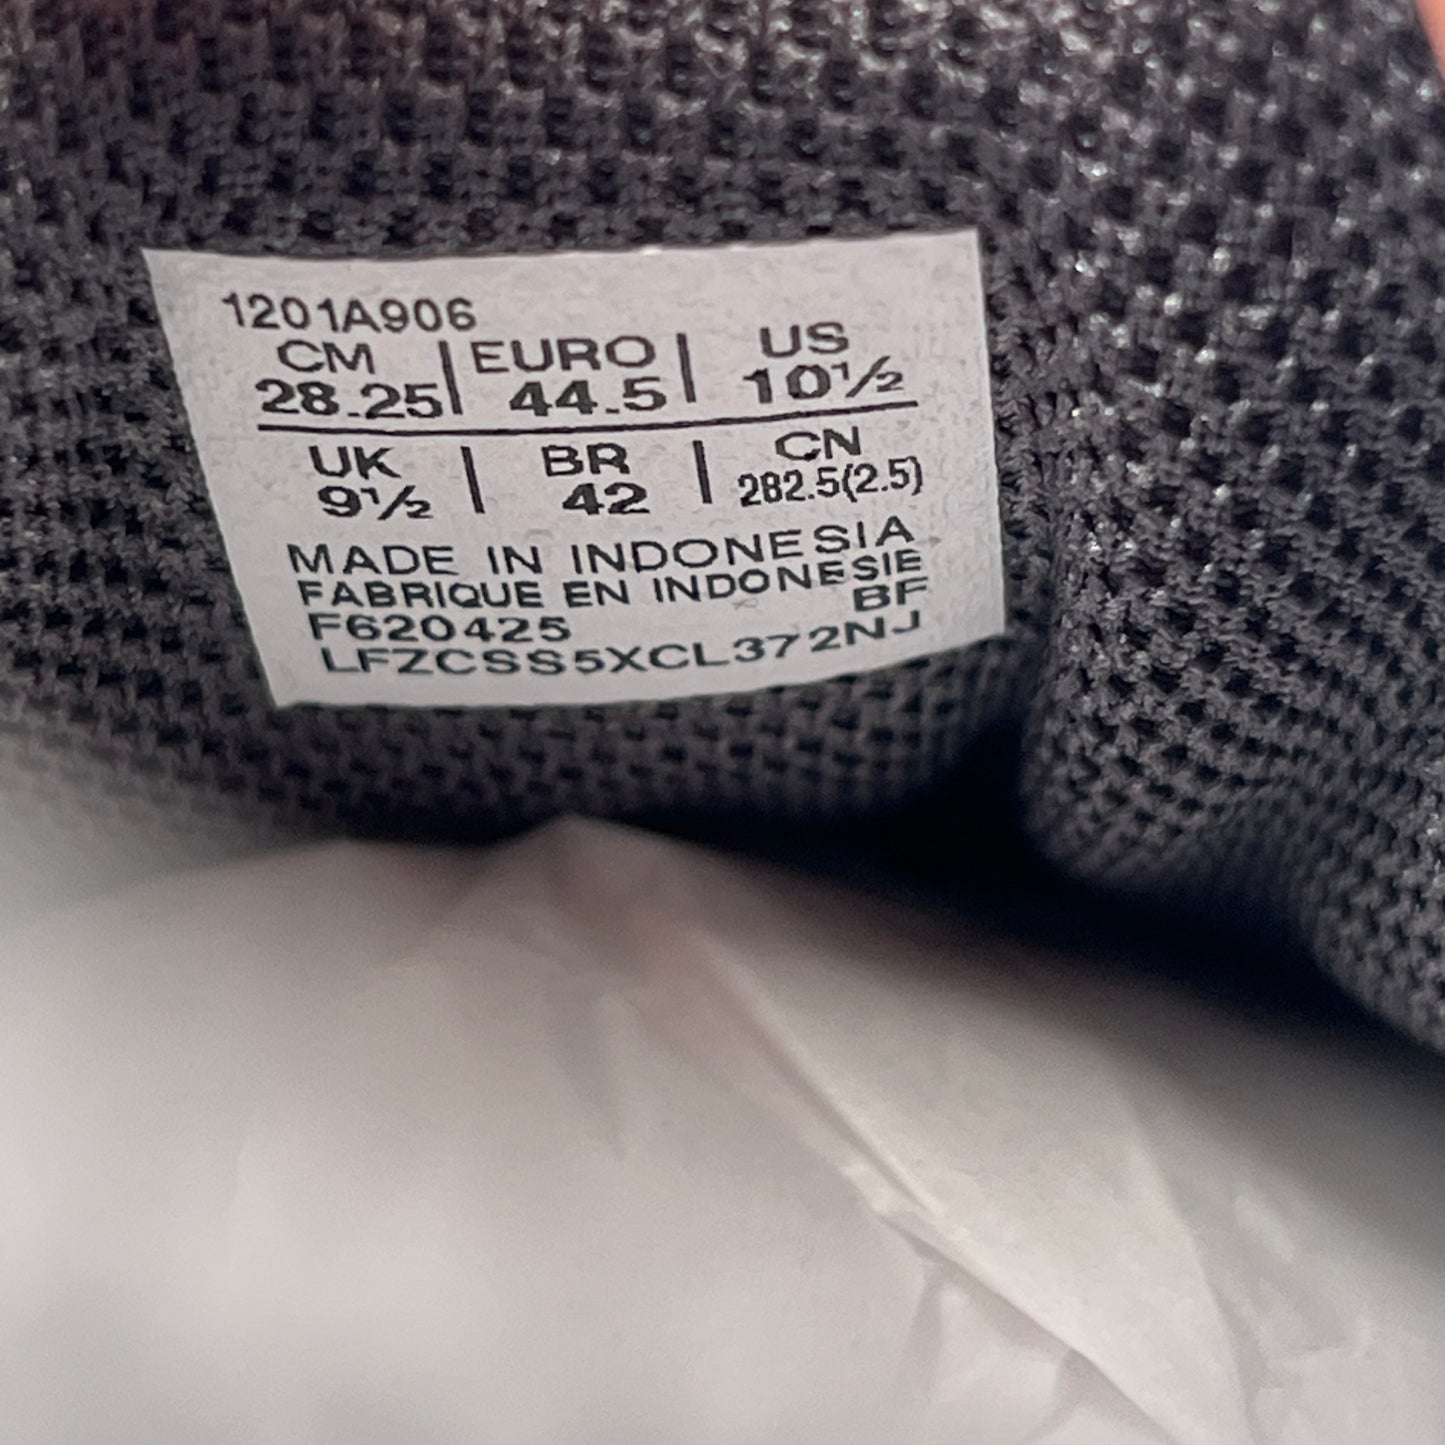 1201A906
CM | EURO | US
28.25 | 44.5 | 10½
UK | BR | CN
9½ | 42 | 282.5(2.5)
MADE IN INDONESIA
FABRIQUE EN INDONESIE
F620425 BF
LFZCSS5XCL372NJ